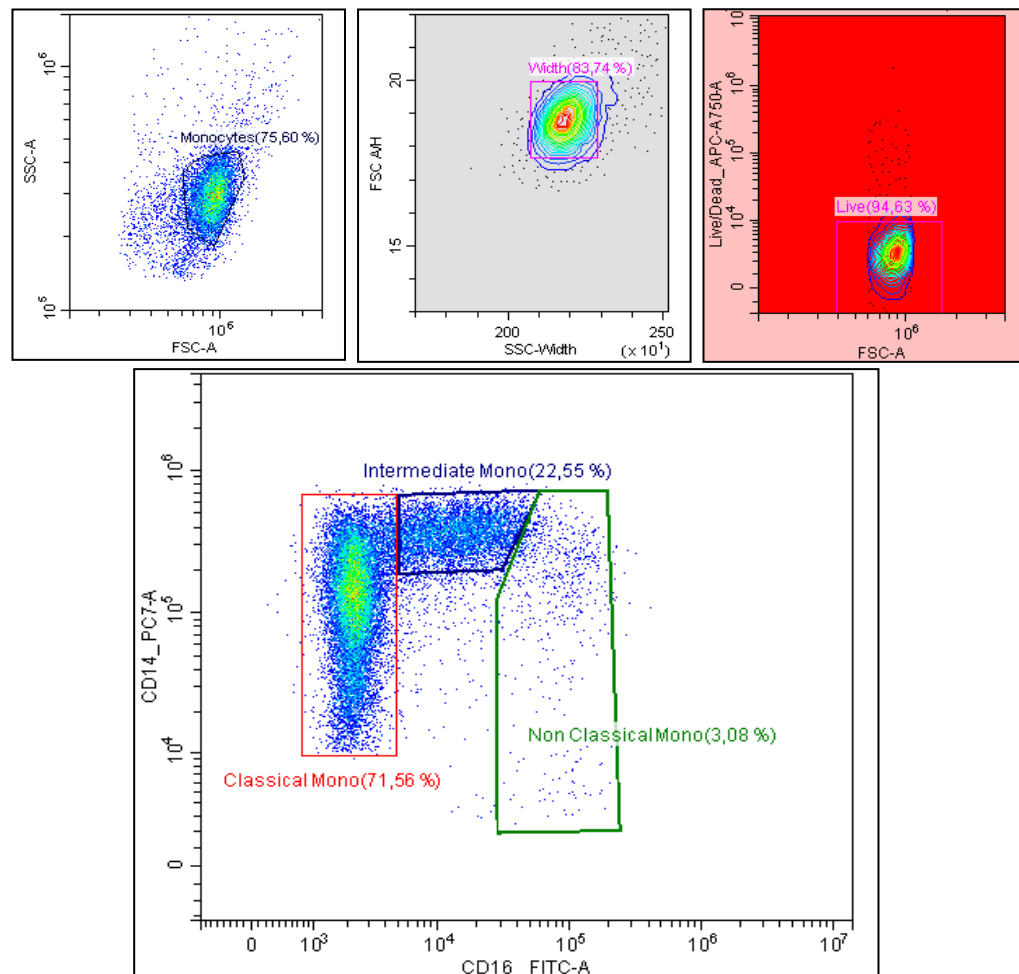 10⁶
SSC-A
Monocytes(75,60 %)
10⁵
10⁶
FSC-A
20
Width(83,74 %)
FSC A/H
15
200
250
SSC-Width
(x 10¹)
10
10⁶
Live/Dead_APC-A750-A
10⁵
10⁴
Live(94,63 %)
0
10⁶
FSC-A
10⁶
Intermediate Mono(22,55 %)
CD14_PC7-A
10⁵
10⁴
Non Classical Mono(3,08 %)
Classical Mono(71,56 %)
0
0
10³
10⁴
10⁵
10⁶
10⁷
CD16_FITC-A